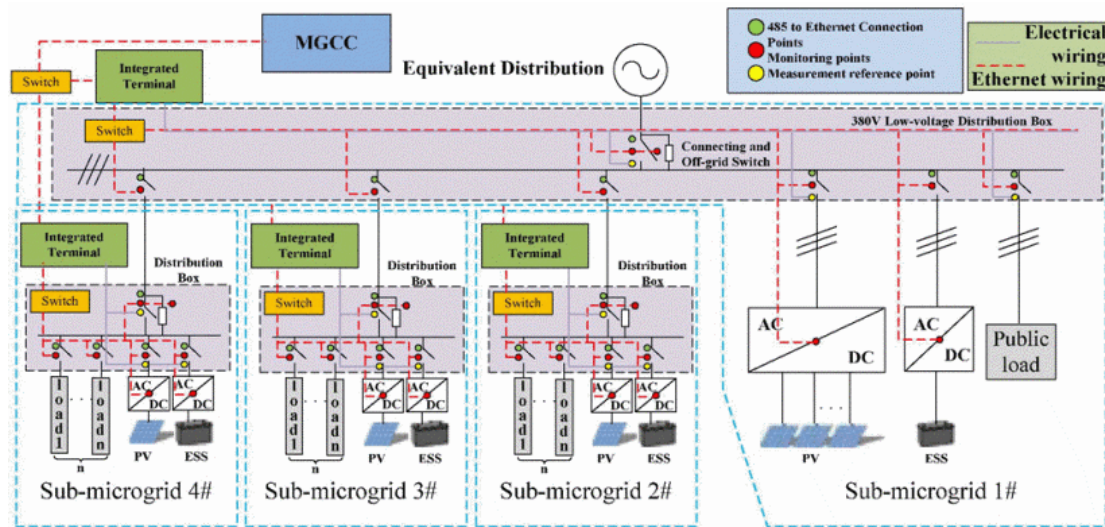 MGCC
485 to Ethernet Connection
Points
Monitoring points
Measurement reference point
Electrical
wiring
Ethernet wiring
Integrated
Terminal
Switch
Equivalent Distribution
Switch
380V Low-voltage Distribution Box
Connecting and
Off-grid Switch
Integrated
Terminal
Distribution
Box
Switch
load1
loadn
n
AC
DC
AC
DC
PV
ESS
Sub-microgrid 4#
Integrated
Terminal
Distribution
Box
Switch
load1
loadn
n
AC
DC
AC
DC
PV
ESS
Sub-microgrid 3#
Integrated
Terminal
Distribution
Box
Switch
load1
loadn
n
AC
DC
AC
DC
PV
ESS
Sub-microgrid 2#
AC
DC
AC
DC
Public
load
PV
ESS
Sub-microgrid 1#